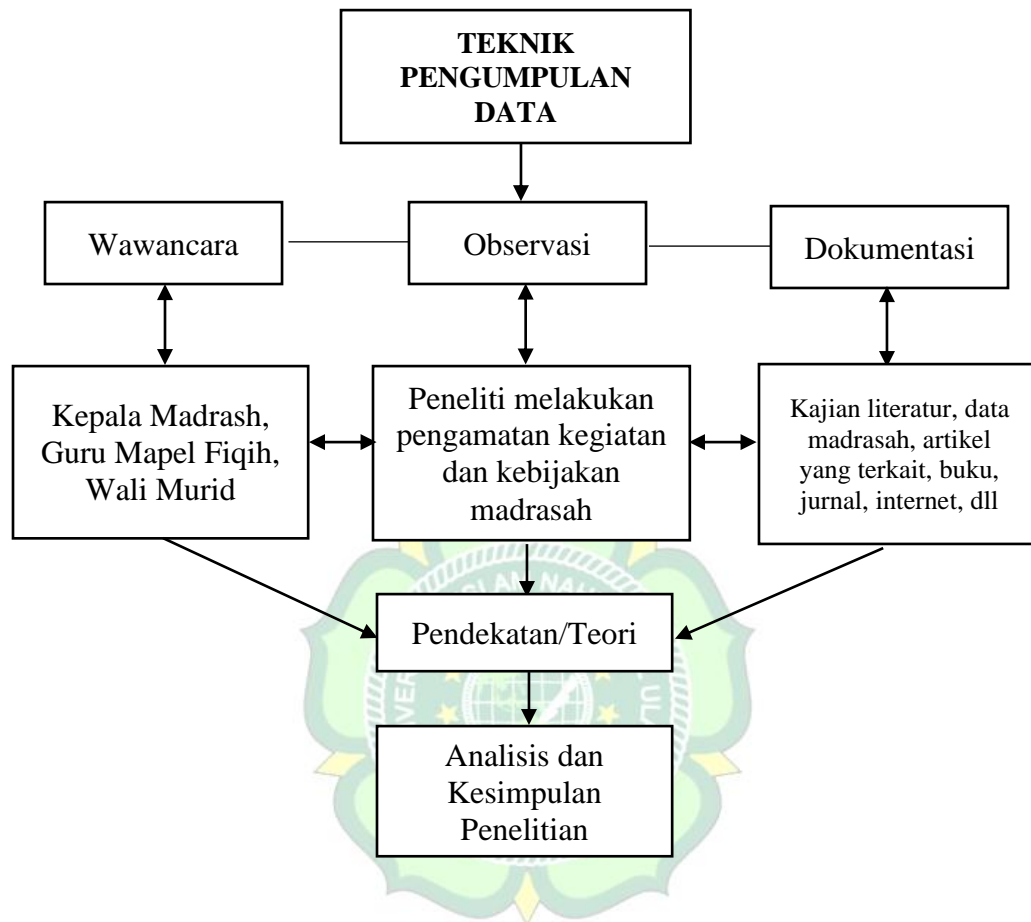 TEKNIK
PENGUMPULAN
DATA
Wawancara
Observasi
Dokumentasi
Kepala Madrash,
Guru Mapel Fiqih,
Wali Murid
Peneliti melakukan
pengamatan kegiatan
dan kebijakan
madrasah
Kajian literatur, data
madrasah, artikel
yang terkait, buku,
jurnal, internet, dll
Pendekatan/Teori
Analisis dan
Kesimpulan
Penelitian